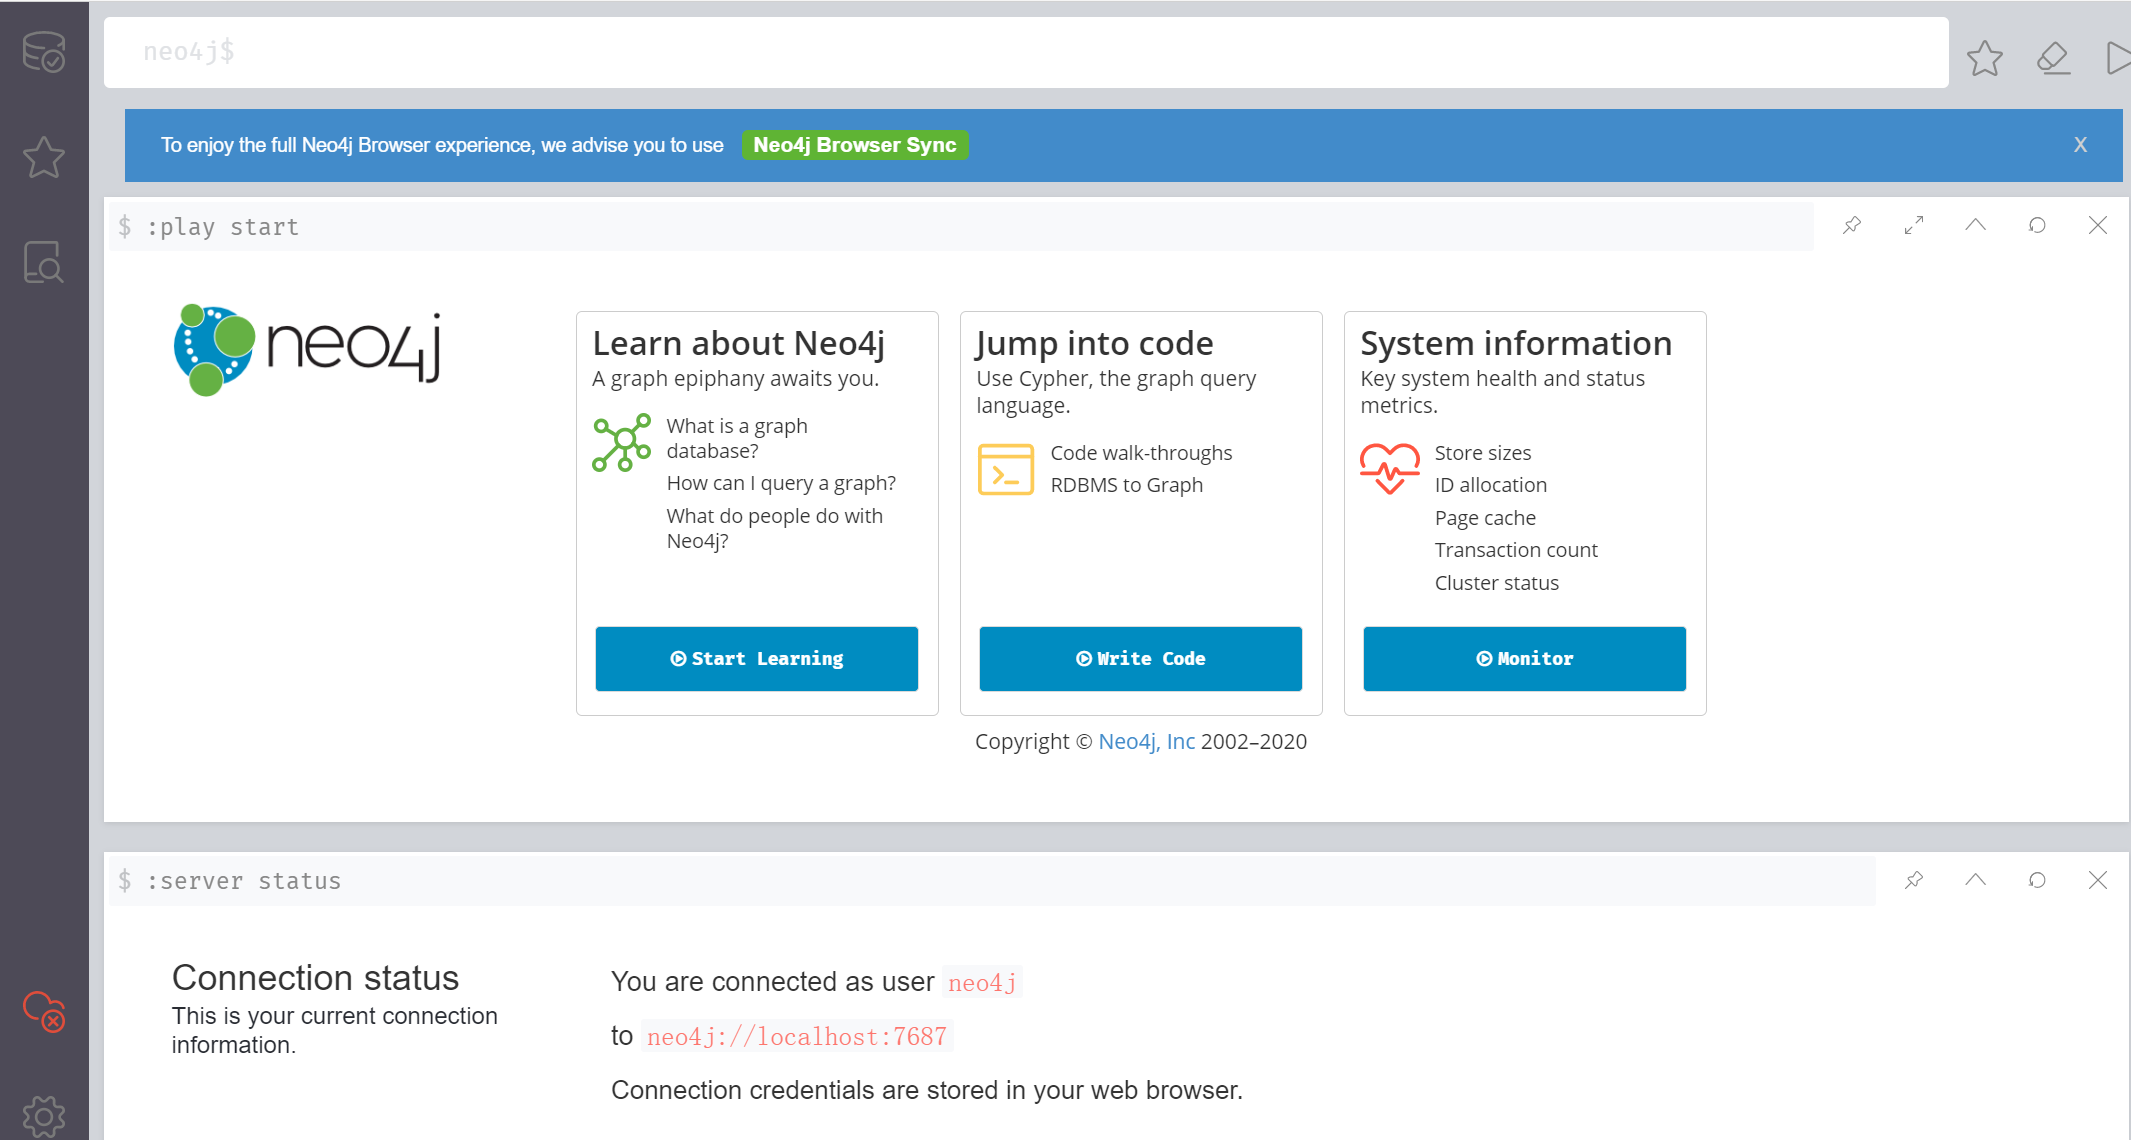 neo4j$
To enjoy the full Neo4j Browser experience, we advise you to use Neo4j Browser Sync
x
$ :play start
neo4j
Learn about Neo4j
A graph epiphany awaits you.
What is a graph
database?
How can I query a graph?
What do people do with
Neo4j?
Start Learning
Jump into code
Use Cypher, the graph query
language.
Code walk-throughs
RDBMS to Graph
Write Code
System information
Key system health and status
metrics.
Store sizes
ID allocation
Page cache
Transaction count
Cluster status
Monitor
Copyright © Neo4j, Inc 2002–2020
$ :server status
Connection status
This is your current connection
information.
You are connected as user neo4j
to neo4j://localhost:7687
Connection credentials are stored in your web browser.